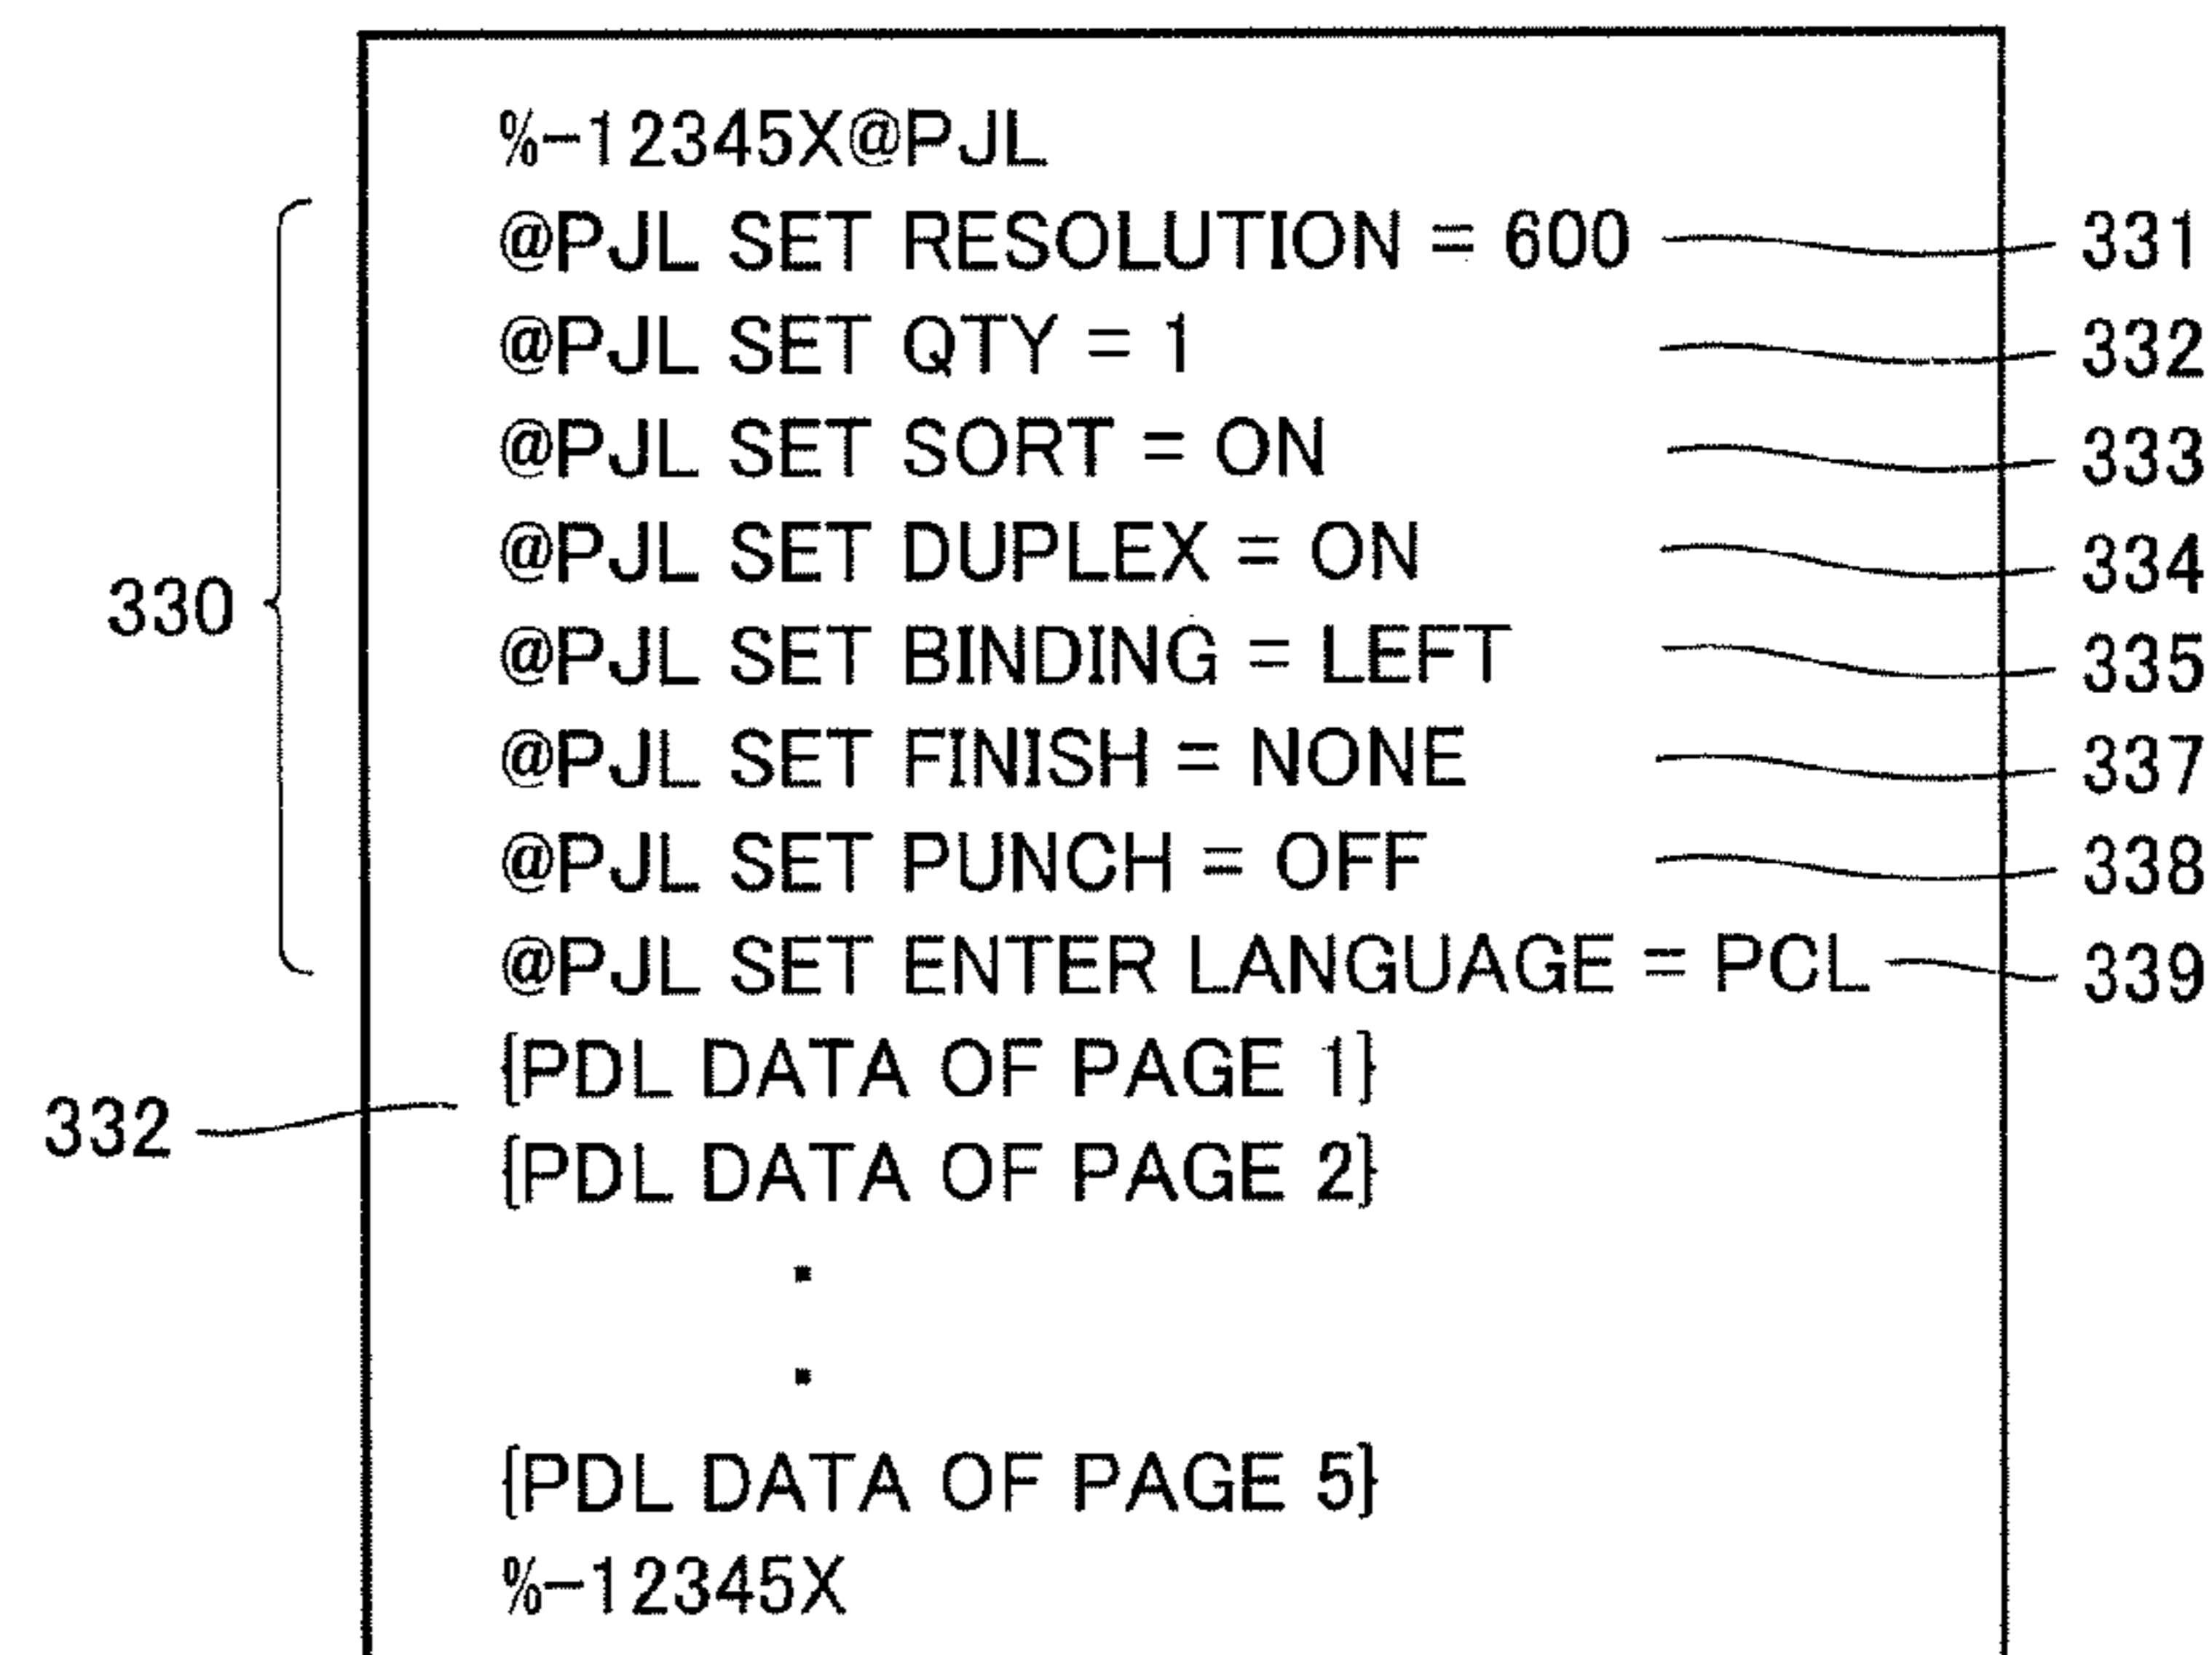 %-12345X@PJL
@PJL SET RESOLUTION = 600 331
@PJL SET QTY = 1 332
@PJL SET SORT = ON 333
@PJL SET DUPLEX = ON 334
330 @PJL SET BINDING = LEFT 335
@PJL SET FINISH = NONE 337
@PJL SET PUNCH = OFF 338
@PJL SET ENTER LANGUAGE = PCL 339
{PDL DATA OF PAGE 1}
332
{PDL DATA OF PAGE 2}
.
.
{PDL DATA OF PAGE 5}
%-12345X